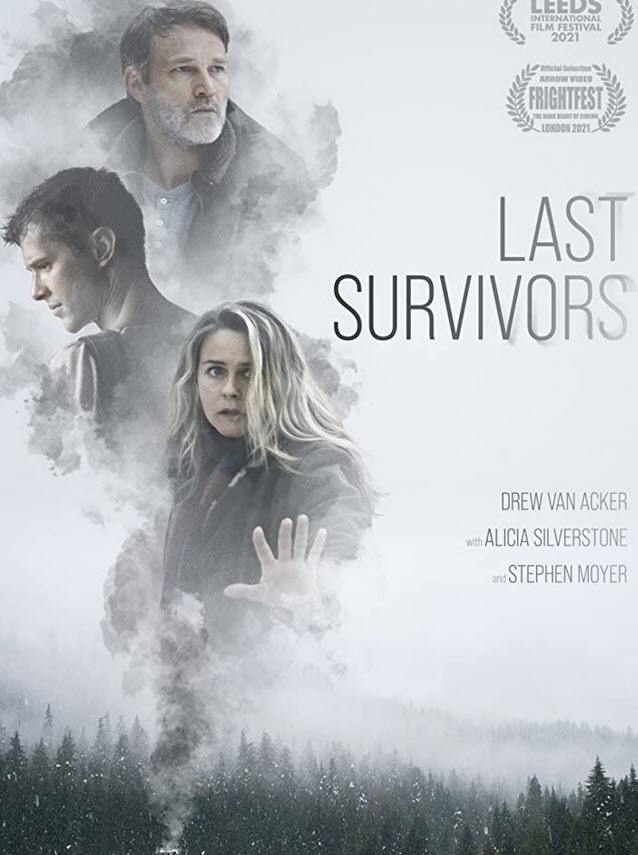 LEEDS
INTERNATIONAL
FILM FESTIVAL
2021
Official Selection
ARROW VIDEO
FRIGHTFEST
THE DARK HEART OF CINEMA
LONDON 2021
LAST
SURVIVORS
DREW VAN ACKER
with ALICIA SILVERSTONE
and STEPHEN MOYER